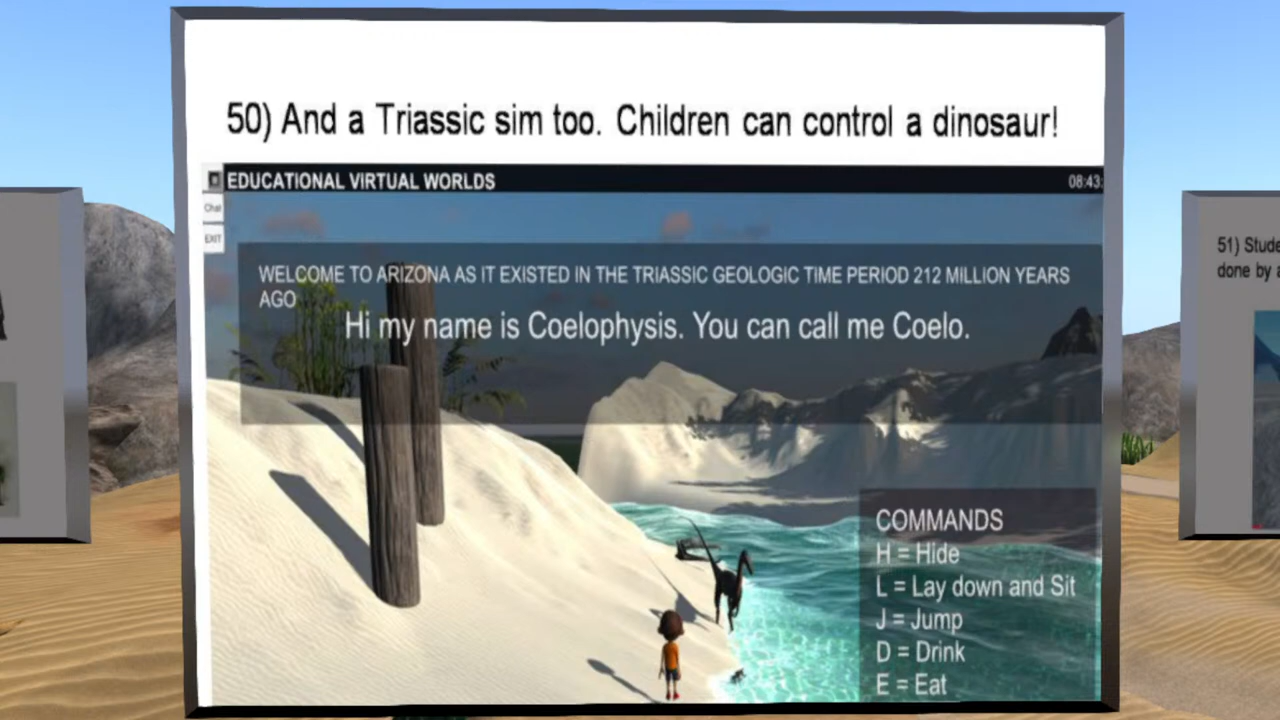 50) And a Triassic sim too. Children can control a dinosaur!
EDUCATIONAL VIRTUAL WORLDS
08:43:
Chat
EXIT
WELCOME TO ARIZONA AS IT EXISTED IN THE TRIASSIC GEOLOGIC TIME PERIOD 212 MILLION YEARS
AGO
Hi my name is Coelophysis. You can call me Coelo.
COMMANDS
H = Hide
L = Lay down and Sit
J = Jump
D = Drink
E = Eat
51)
done by a